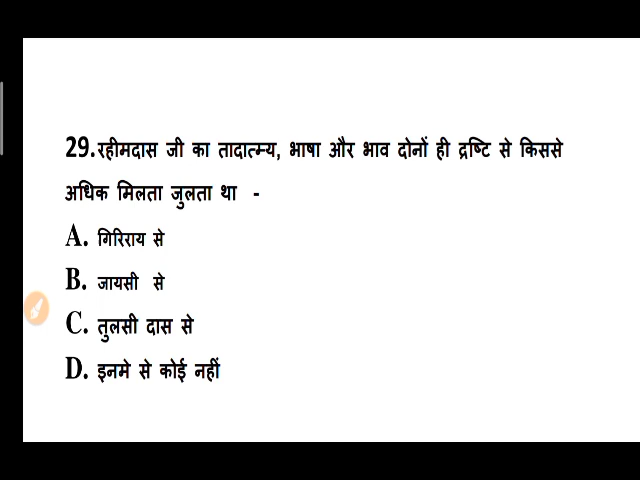 29.रहीमदास जी का तादात्म्य, भाषा और भाव दोनों ही द्रष्टि से किससे
अधिक मिलता जुलता था -
A. गिरिराय से
B. जायसी से
C. तुलसी दास से
D. इनमे से कोई नहीं